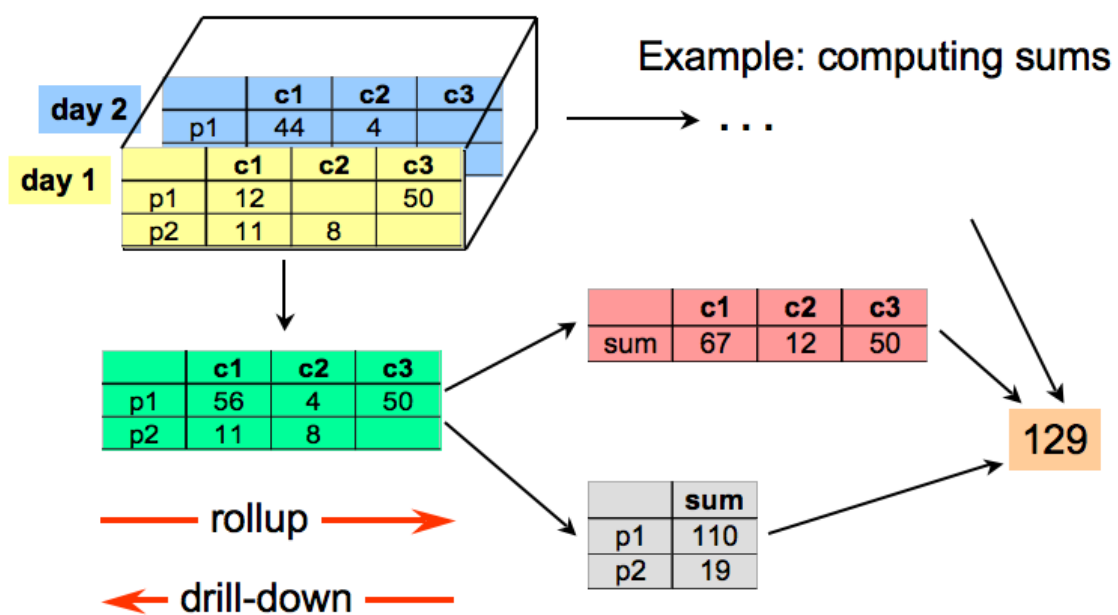 Example: computing sums
day 2
c1 c2 c3
p1 44 4
. . .
day 1
c1 c2 c3
p1 12 50
p2 11 8
c1 c2 c3
sum 67 12 50
c1 c2 c3
p1 56 4 50
p2 11 8
129
sum
p1 110
p2 19
rollup
drill-down